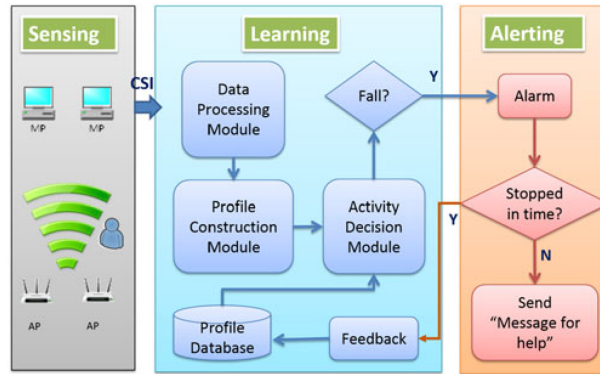 Sensing
MP
MP
AP
AP
CSI
Learning
Data
Processing
Module
Profile
Construction
Module
Activity
Decision
Module
Fall?
Y
Profile
Database
Feedback
Alerting
Alarm
Stopped
in time?
Y
N
Send
“Message for
help”